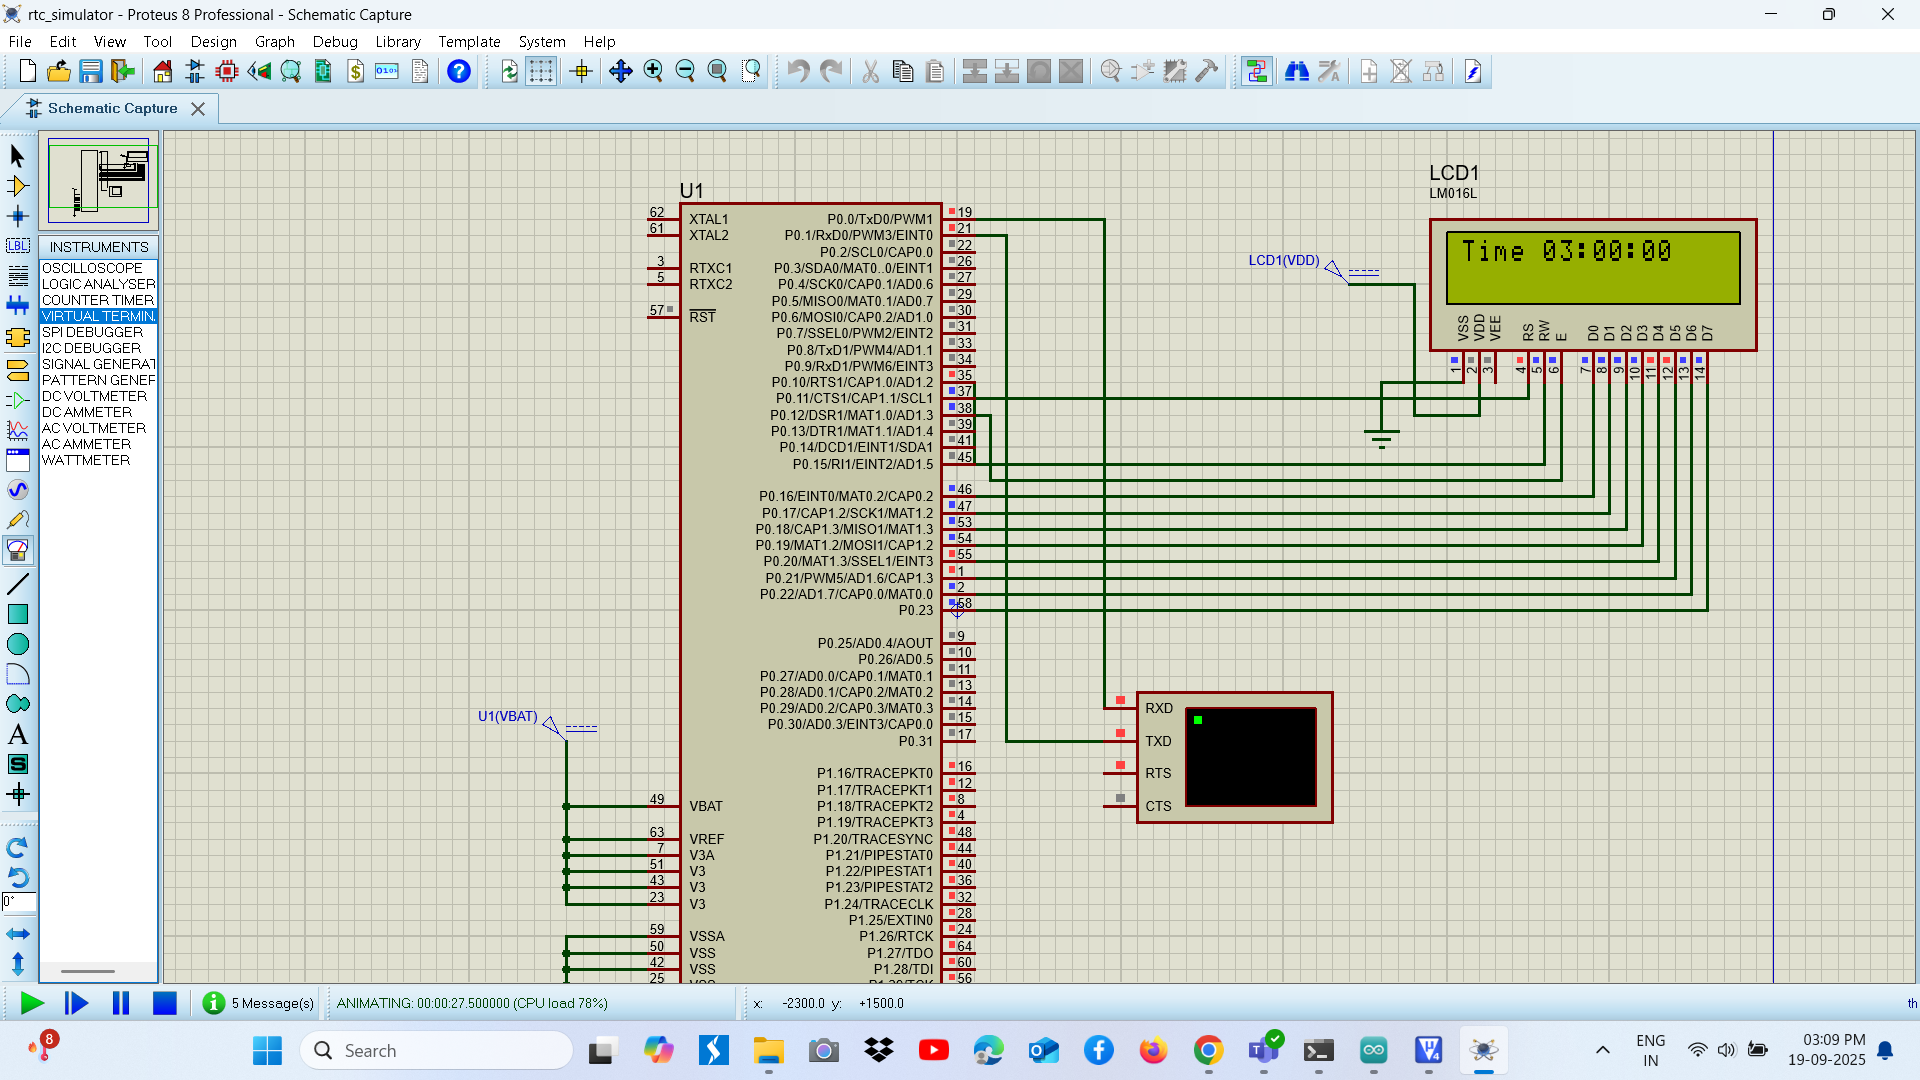 rtc_simulator - Proteus 8 Professional - Schematic Capture
File Edit View Tool Design Graph Debug Library Template System Help
Schematic Capture
INSTRUMENTS
OSCILLOSCOPE
LOGIC ANALYSER
COUNTER TIMER
VIRTUAL TERMIN
SPI DEBUGGER
I2C DEBUGGER
SIGNAL GENERAT
PATTERN GENER
DC VOLTMETER
DC AMMETER
AC VOLTMETER
AC AMMETER
WATTMETER
LBL
A
S
0°
U1
62 XTAL1
61 XTAL2
3 RTXC1
5 RTXC2
57 RST
U1(VBAT)
49 VBAT
63 VREF
7 V3A
51 V3
43 V3
23 V3
59 VSSA
50 VSS
42 VSS
25
P0.0/TxD0/PWM1 19
P0.1/RxD0/PWM3/EINT0 21
P0.2/SCL0/CAP0.0 22
P0.3/SDA0/MAT0..0/EINT1 26
P0.4/SCK0/CAP0.1/AD0.6 27
P0.5/MISO0/MAT0.1/AD0.7 29
P0.6/MOSI0/CAP0.2/AD1.0 30
P0.7/SSEL0/PWM2/EINT2 31
P0.8/TxD1/PWM4/AD1.1 33
P0.9/RxD1/PWM6/EINT3 34
P0.10/RTS1/CAP1.0/AD1.2 35
P0.11/CTS1/CAP1.1/SCL1 37
P0.12/DSR1/MAT1.0/AD1.3 38
P0.13/DTR1/MAT1.1/AD1.4 39
P0.14/DCD1/EINT1/SDA1 41
P0.15/RI1/EINT2/AD1.5 45
P0.16/EINT0/MAT0.2/CAP0.2 46
P0.17/CAP1.2/SCK1/MAT1.2 47
P0.18/CAP1.3/MISO1/MAT1.3 53
P0.19/MAT1.2/MOSI1/CAP1.2 54
P0.20/MAT1.3/SSEL1/EINT3 55
P0.21/PWM5/AD1.6/CAP1.3 1
P0.22/AD1.7/CAP0.0/MAT0.0 2
P0.23 58
P0.25/AD0.4/AOUT 9
P0.26/AD0.5 10
P0.27/AD0.0/CAP0.1/MAT0.1 11
P0.28/AD0.1/CAP0.2/MAT0.2 13
P0.29/AD0.2/CAP0.3/MAT0.3 14
P0.30/AD0.3/EINT3/CAP0.0 15
P0.31 17
P1.16/TRACEPKT0 16
P1.17/TRACEPKT1 12
P1.18/TRACEPKT2 8
P1.19/TRACEPKT3 4
P1.20/TRACESYNC 48
P1.21/PIPESTAT0 44
P1.22/PIPESTAT1 40
P1.23/PIPESTAT2 36
P1.24/TRACECLK 32
P1.25/EXTIN0 28
P1.26/RTCK 24
P1.27/TDO 64
P1.28/TDI 60
56
LCD1
LM016L
LCD1(VDD)
Time 03:00:00
VSS VDD VEE RS RW E D0 D1 D2 D3 D4 D5 D6 D7
1 2 3 4 5 6 7 8 9 10 11 12 13 14
RXD
TXD
RTS
CTS
5 Message(s) ANIMATING: 00:00:27.500000 (CPU load 78%) x: -2300.0 y: +1500.0 th
8 Search ENG IN 03:09 PM 19-09-2025